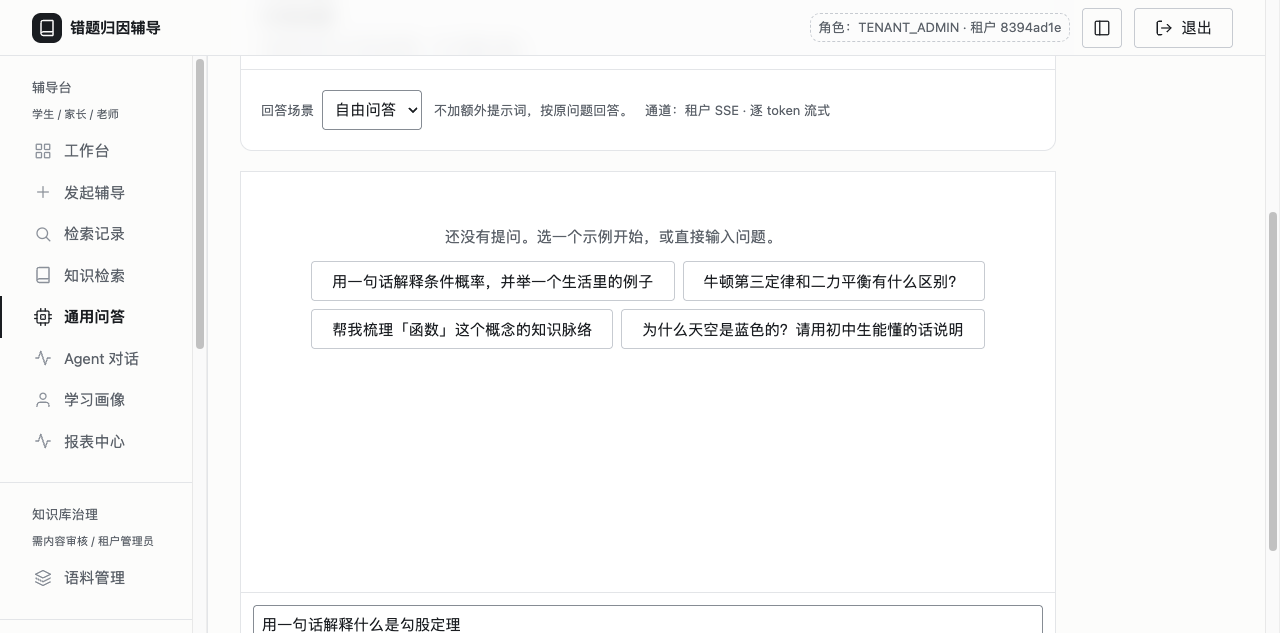 错题归因辅导
角色：TENANT_ADMIN · 租户 8394ad1e
退出
辅导台
学生 / 家长 / 老师
工作台
发起辅导
检索记录
知识检索
通用问答
Agent 对话
学习画像
报表中心
知识库治理
需内容审核 / 租户管理员
语料管理
回答场景 自由问答 不加额外提示词，按原问题回答。 通道：租户 SSE · 逐 token 流式
还没有提问。选一个示例开始，或直接输入问题。
用一句话解释条件概率，并举一个生活里的例子
牛顿第三定律和二力平衡有什么区别？
帮我梳理「函数」这个概念的知识脉络
为什么天空是蓝色的？请用初中生能懂的话说明
用一句话解释什么是勾股定理